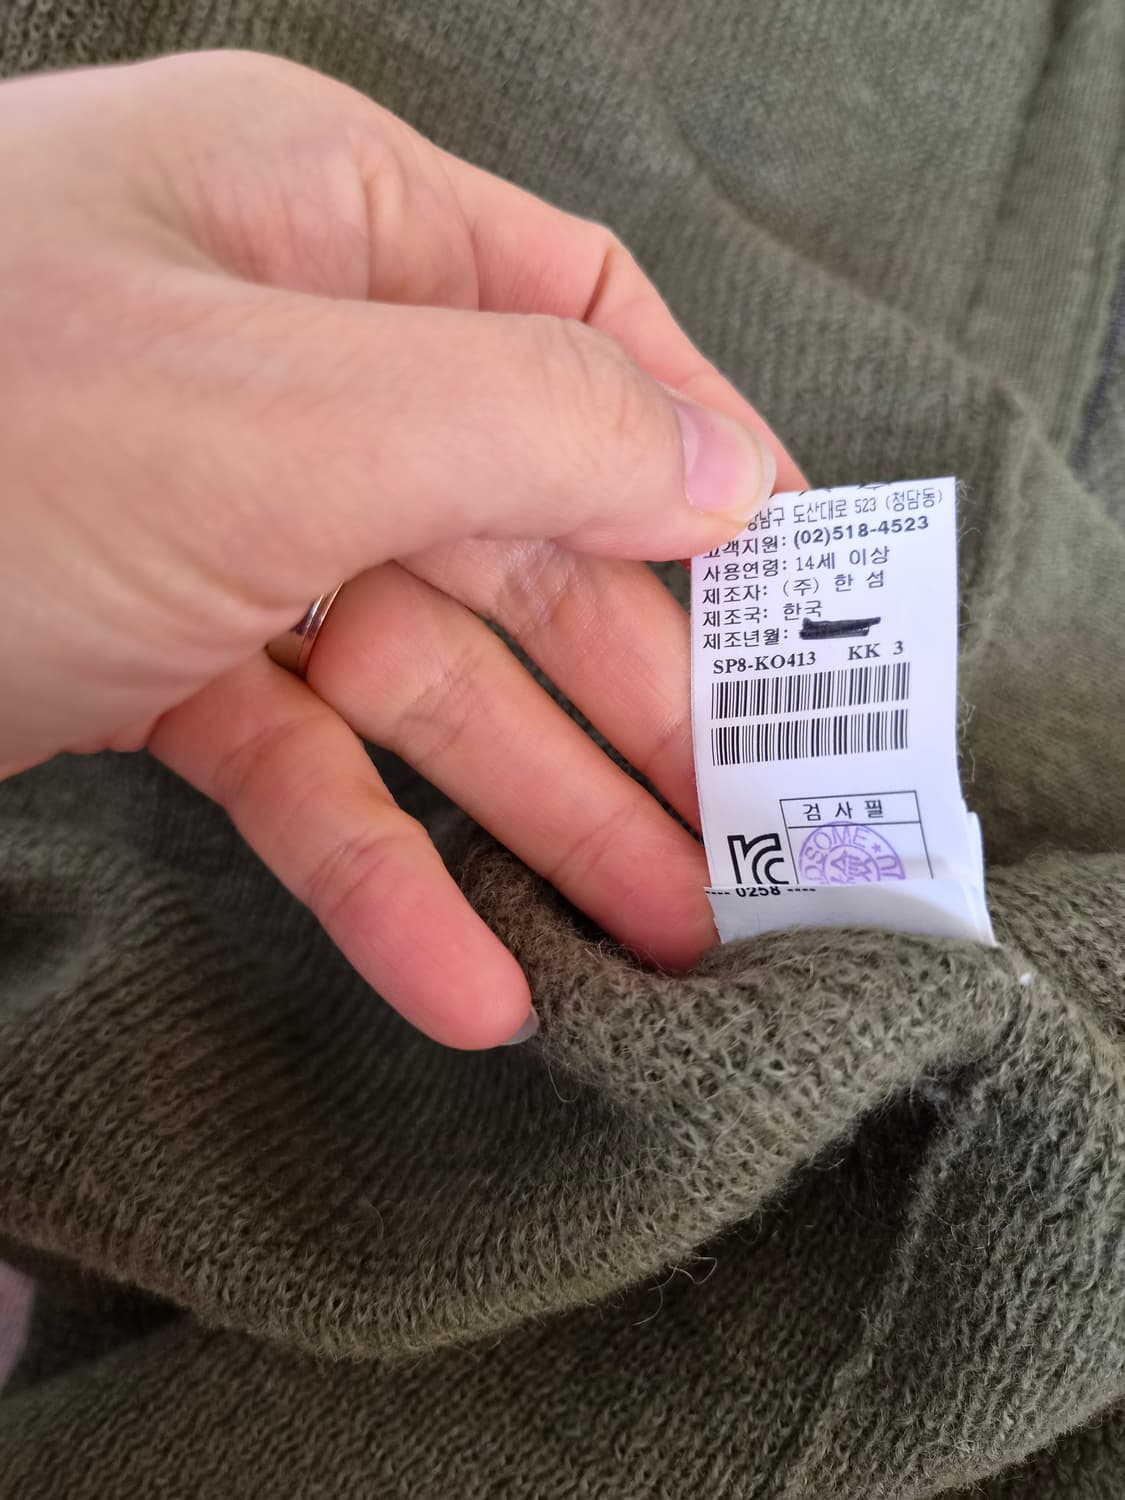 강남구 도산대로 523 (청담동)
고객지원: (02)518-4523
사용연령: 14세 이상
제조자: (주) 한 섬
제조국: 한국
제조년월:
SP8-KO413 KK 3
검 사 필
DSOME ★
---- 0258 ----